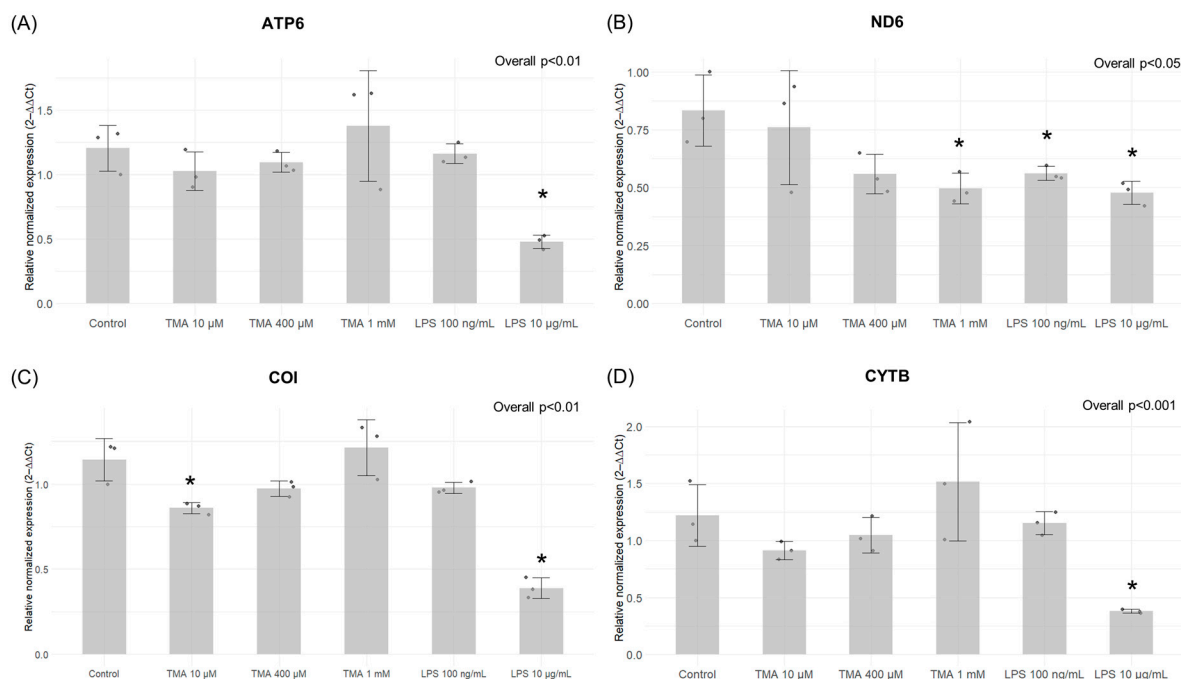 (A)
ATP6
Overall p<0.01
Relative normalized expression (2–ΔΔCt)
1.5
1.0
0.5
0.0
Control TMA 10 µM TMA 400 µM TMA 1 mM LPS 100 ng/mL LPS 10 µg/mL
*
(B)
ND6
Overall p<0.05
Relative normalized expression (2–ΔΔCt)
1.00
0.75
0.50
0.25
0.00
* * *
Control TMA 10 µM TMA 400 µM TMA 1 mM LPS 100 ng/mL LPS 10 µg/mL
(C)
COI
Overall p<0.01
Relative normalized expression (2–ΔΔCt)
1.0
0.5
0.0
* *
Control TMA 10 µM TMA 400 µM TMA 1 mM LPS 100 ng/mL LPS 10 µg/mL
(D)
CYTB
Overall p<0.001
Relative normalized expression (2–ΔΔCt)
2.0
1.5
1.0
0.5
0.0
*
Control TMA 10 µM TMA 400 µM TMA 1 mM LPS 100 ng/mL LPS 10 µg/mL